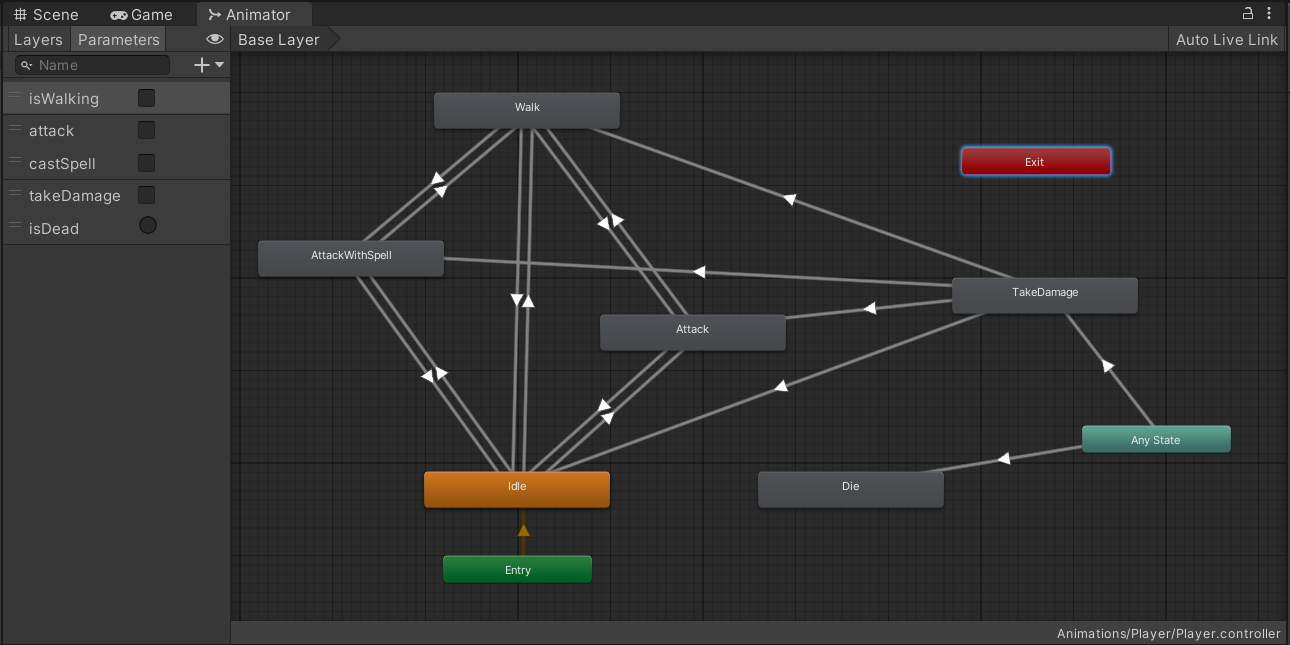 Scene Game Animator
Layers Parameters Base Layer Auto Live Link
Name
isWalking
attack
castSpell
takeDamage
isDead
Walk
Exit
AttackWithSpell
TakeDamage
Attack
Any State
Idle
Die
Entry
Animations/Player/Player.controller